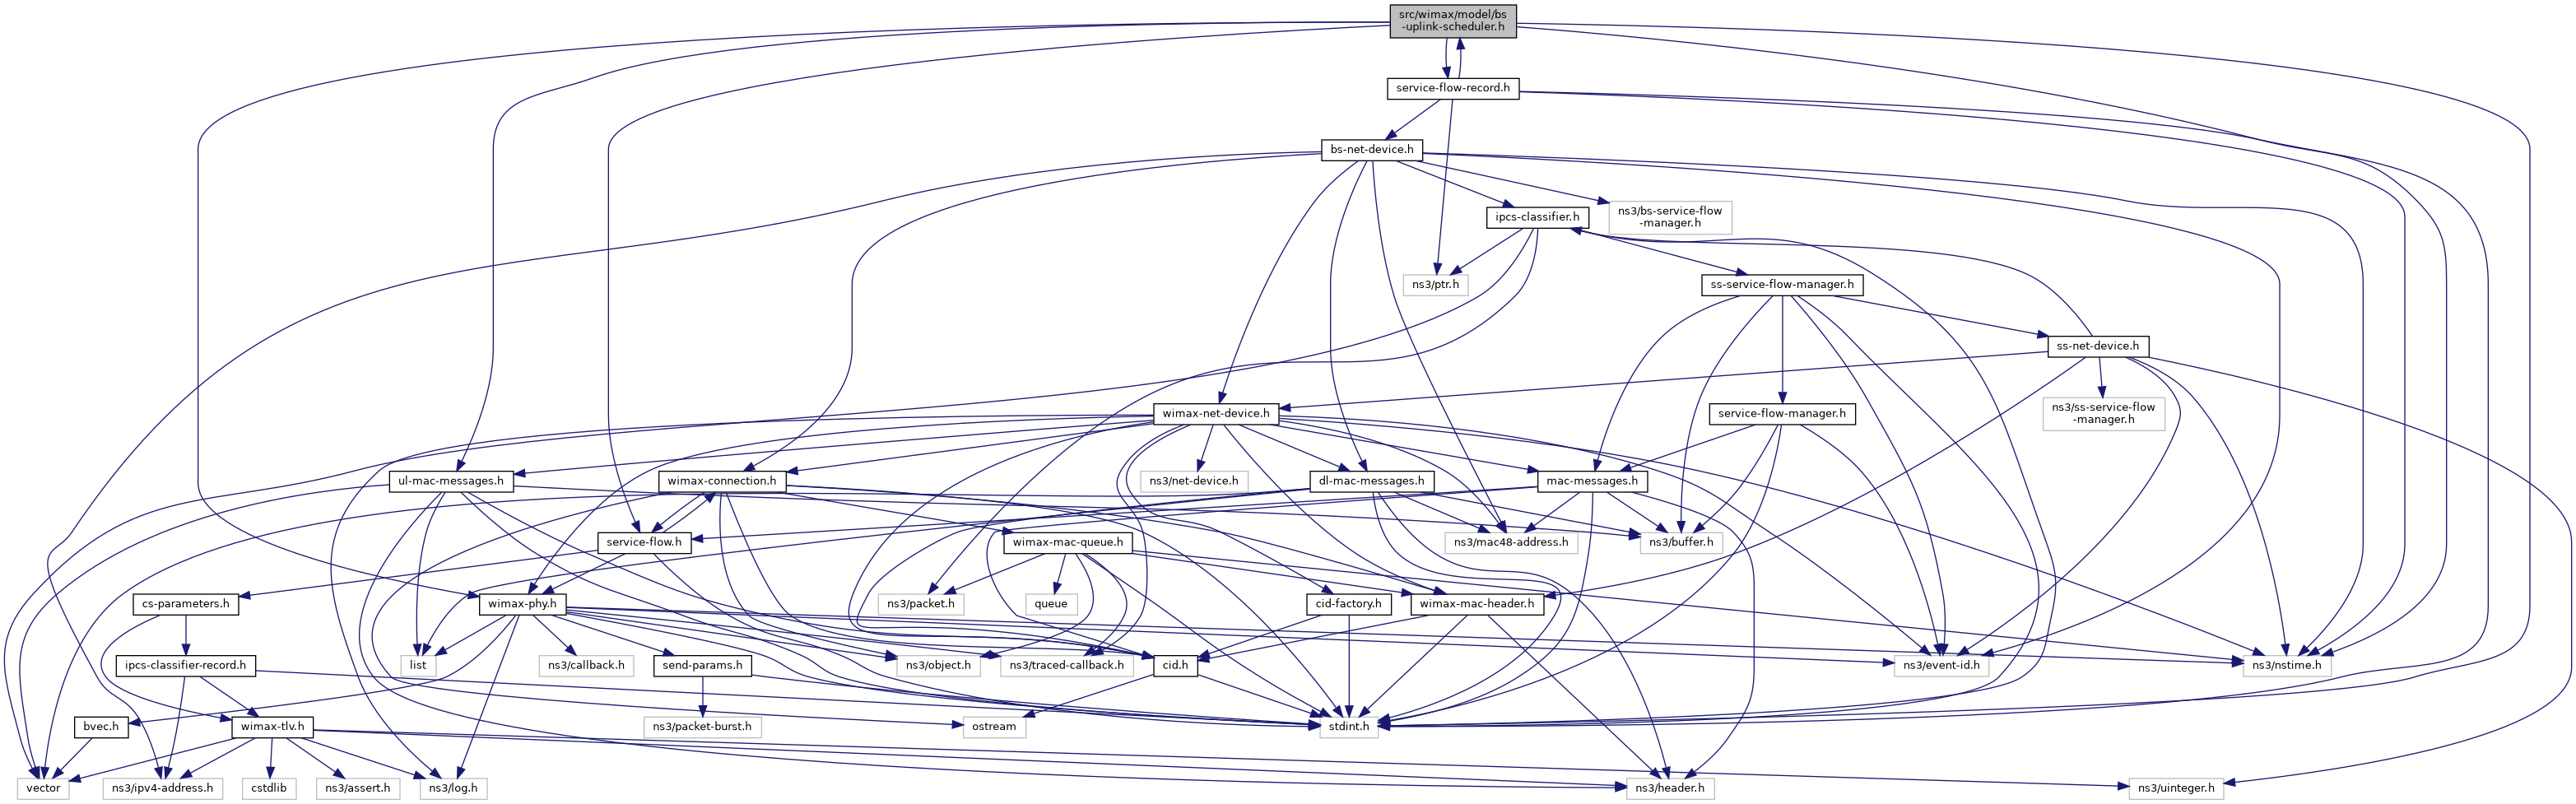 src/wimax/model/bs
-uplink-scheduler.h
service-flow-record.h
bs-net-device.h
ipcs-classifier.h
ns3/bs-service-flow
-manager.h
ns3/ptr.h
ss-service-flow-manager.h
ss-net-device.h
wimax-net-device.h
service-flow-manager.h
ns3/ss-service-flow
-manager.h
ul-mac-messages.h
wimax-connection.h
ns3/net-device.h
dl-mac-messages.h
mac-messages.h
service-flow.h
wimax-mac-queue.h
ns3/mac48-address.h
ns3/buffer.h
cs-parameters.h
wimax-phy.h
ns3/packet.h
queue
cid-factory.h
wimax-mac-header.h
ipcs-classifier-record.h
list
ns3/callback.h
send-params.h
ns3/object.h
ns3/traced-callback.h
cid.h
ns3/event-id.h
ns3/nstime.h
bvec.h
wimax-tlv.h
ns3/packet-burst.h
ostream
stdint.h
vector
ns3/ipv4-address.h
cstdlib
ns3/assert.h
ns3/log.h
ns3/header.h
ns3/uinteger.h